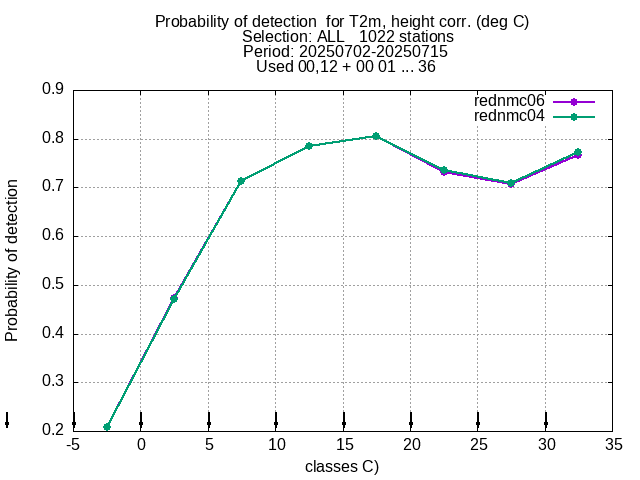 Probability of detection  for T2m, height corr. (deg C)
Selection: ALL   1022 stations
Period: 20250702-20250715
Used 00,12 + 00 01 ... 36
rednmc06
rednmc04
Probability of detection
0.9
0.8
0.7
0.6
0.5
0.4
0.3
0.2
-5 0 5 10 15 20 25 30 35
classes C)